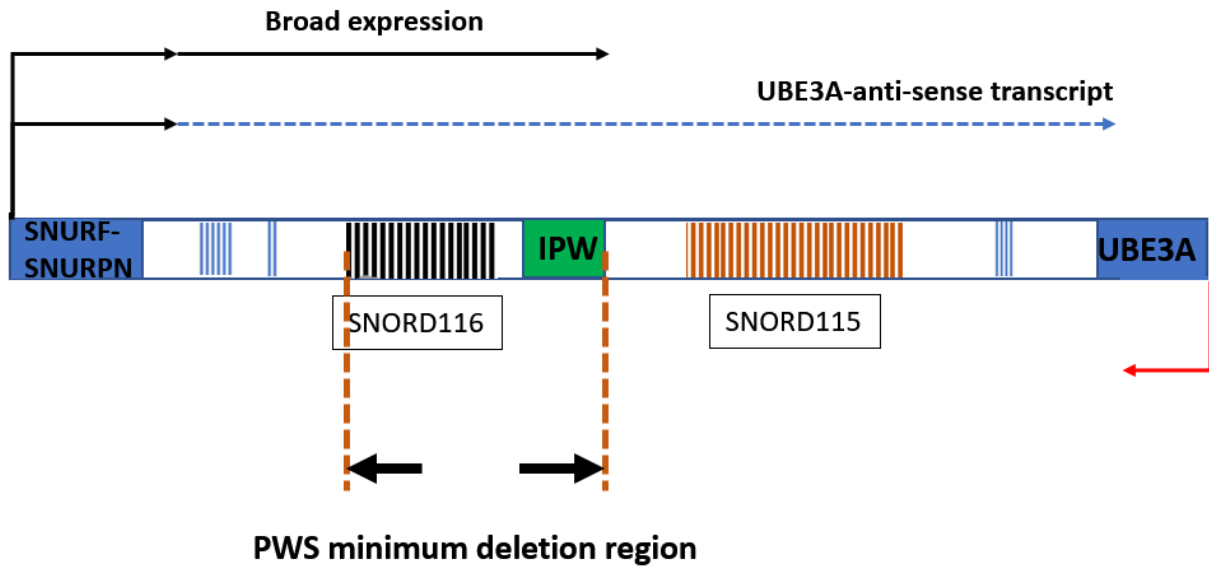 Broad expression
UBE3A-anti-sense transcript
SNURF-
SNURPN
IPW
UBE3A
SNORD116
SNORD115
PWS minimum deletion region